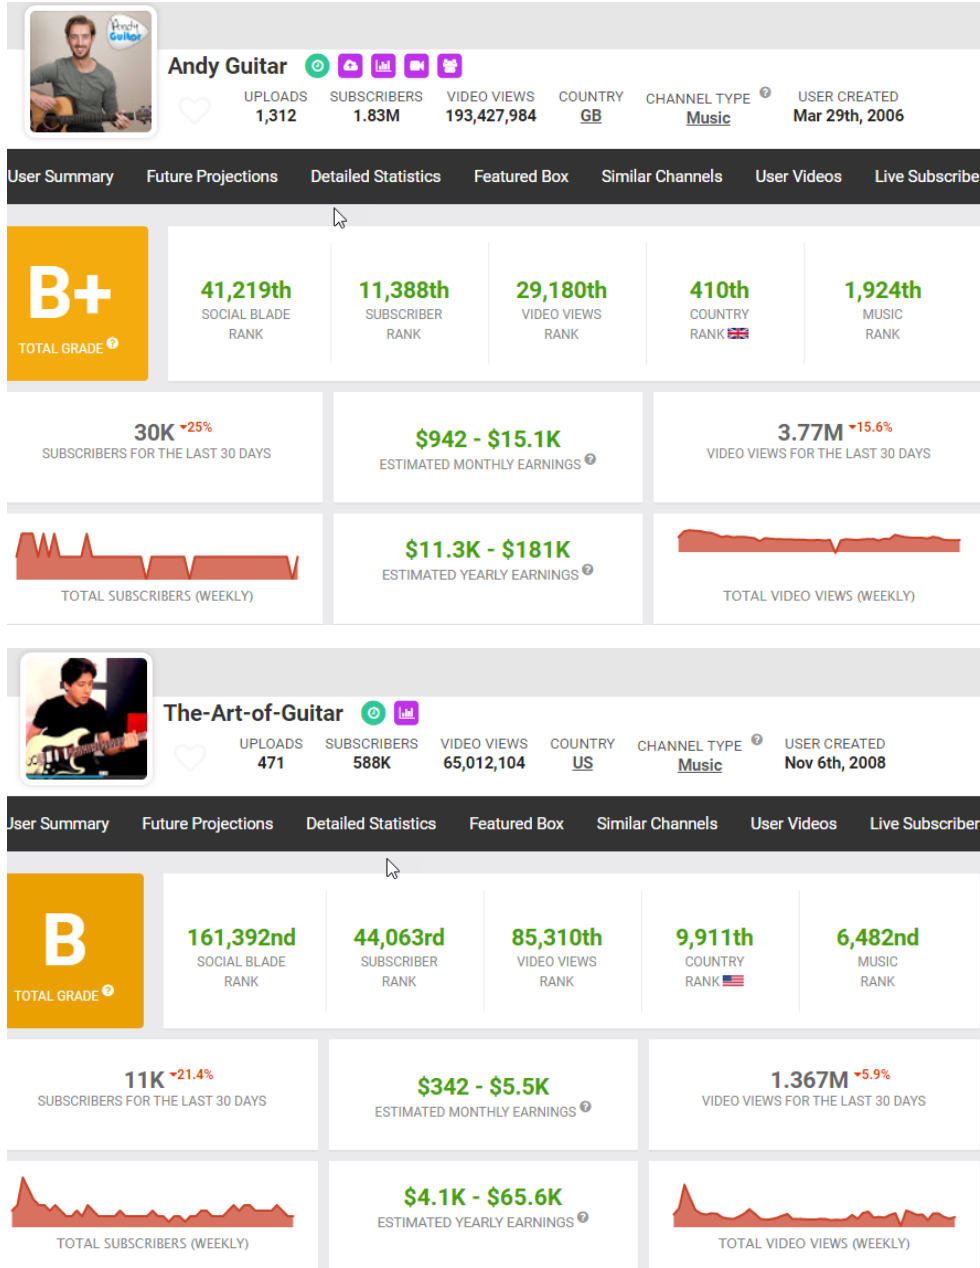 Andy Guitar
Andy
Guitar
UPLOADS SUBSCRIBERS VIDEO VIEWS COUNTRY CHANNEL TYPE ? USER CREATED
1,312 1.83M 193,427,984 GB Music Mar 29th, 2006
User Summary Future Projections Detailed Statistics Featured Box Similar Channels User Videos Live Subscribe
B+
TOTAL GRADE ?
41,219th 11,388th 29,180th 410th 1,924th
SOCIAL BLADE SUBSCRIBER VIDEO VIEWS COUNTRY MUSIC
RANK RANK RANK RANK RANK
30K 25%
SUBSCRIBERS FOR THE LAST 30 DAYS
$942 - $15.1K
ESTIMATED MONTHLY EARNINGS ?
3.77M 15.6%
VIDEO VIEWS FOR THE LAST 30 DAYS
TOTAL SUBSCRIBERS (WEEKLY)
$11.3K - $181K
ESTIMATED YEARLY EARNINGS ?
TOTAL VIDEO VIEWS (WEEKLY)
The-Art-of-Guitar
UPLOADS SUBSCRIBERS VIDEO VIEWS COUNTRY CHANNEL TYPE ? USER CREATED
471 588K 65,012,104 US Music Nov 6th, 2008
User Summary Future Projections Detailed Statistics Featured Box Similar Channels User Videos Live Subscriber
B
TOTAL GRADE ?
161,392nd 44,063rd 85,310th 9,911th 6,482nd
SOCIAL BLADE SUBSCRIBER VIDEO VIEWS COUNTRY MUSIC
RANK RANK RANK RANK RANK
11K 21.4%
SUBSCRIBERS FOR THE LAST 30 DAYS
$342 - $5.5K
ESTIMATED MONTHLY EARNINGS ?
1.367M 5.9%
VIDEO VIEWS FOR THE LAST 30 DAYS
TOTAL SUBSCRIBERS (WEEKLY)
$4.1K - $65.6K
ESTIMATED YEARLY EARNINGS ?
TOTAL VIDEO VIEWS (WEEKLY)